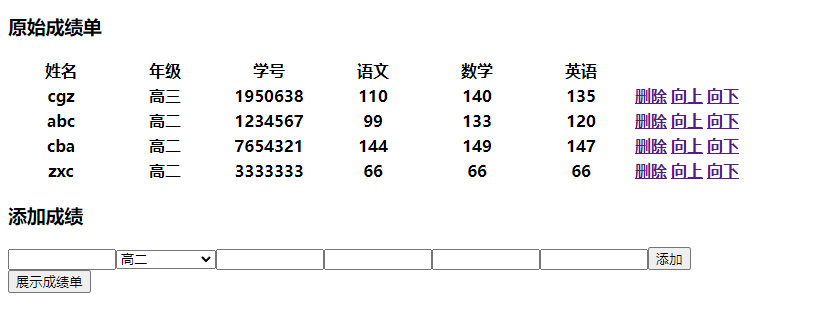 原始成绩单
姓名 年级 学号 语文 数学 英语
cgz 高三 1950638 110 140 135 删除 向上 向下
abc 高二 1234567 99 133 120 删除 向上 向下
cba 高二 7654321 144 149 147 删除 向上 向下
zxc 高二 3333333 66 66 66 删除 向上 向下
添加成绩
高二 添加
展示成绩单